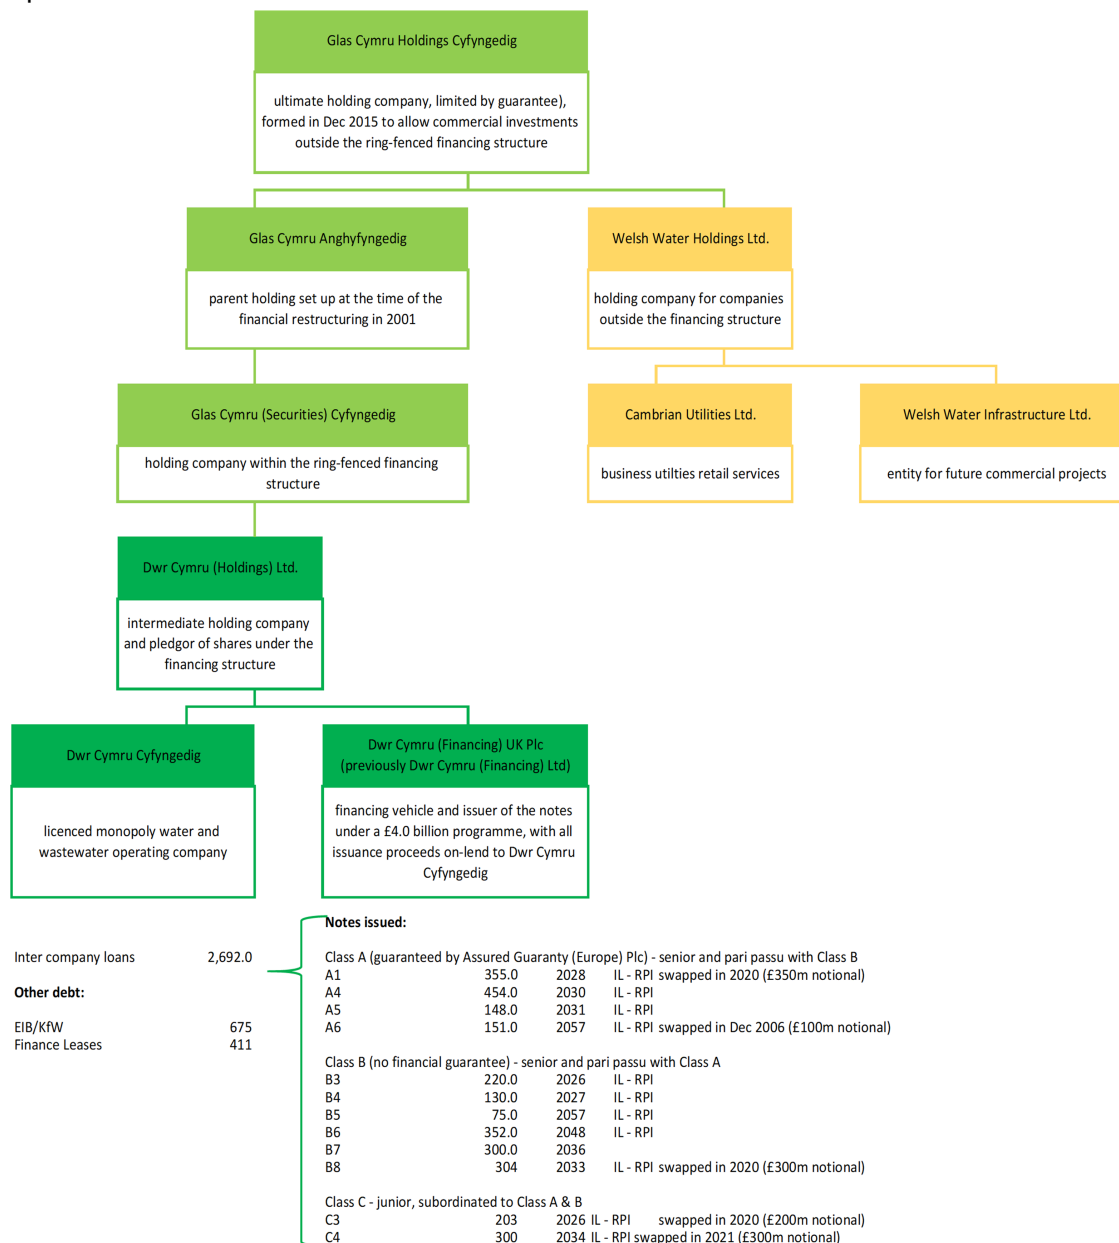 Glas Cymru Holdings Cyfyngedig
ultimate holding company, limited by guarantee),
formed in Dec 2015 to allow commercial investments
outside the ring-fenced financing structure
Glas Cymru Anghyfyngedig
parent holding set up at the time of the
financial restructuring in 2001
Welsh Water Holdings Ltd.
holding company for companies
outside the financing structure
Glas Cymru (Securities) Cyfyngedig
holding company within the ring-fenced financing
structure
Cambrian Utilities Ltd.
business utilties retail services
Welsh Water Infrastructure Ltd.
entity for future commercial projects
Dwr Cymru (Holdings) Ltd.
intermediate holding company
and pledgor of shares under the
financing structure
Dwr Cymru Cyfyngedig
licenced monopoly water and
wastewater operating company
Dwr Cymru (Financing) UK Plc
(previously Dwr Cymru (Financing) Ltd)
financing vehicle and issuer of the notes
under a £4.0 billion programme, with all
issuance proceeds on-lend to Dwr Cymru
Cyfyngedig
Inter company loans 2,692.0
Other debt:
EIB/KfW 675
Finance Leases 411
Notes issued:
Class A (guaranteed by Assured Guaranty (Europe) Plc) - senior and pari passu with Class B
A1 355.0 2028 IL - RPI swapped in 2020 (£350m notional)
A4 454.0 2030 IL - RPI
A5 148.0 2031 IL - RPI
A6 151.0 2057 IL - RPI swapped in Dec 2006 (£100m notional)
Class B (no financial guarantee) - senior and pari passu with Class A
B3 220.0 2026 IL - RPI
B4 130.0 2027 IL - RPI
B5 75.0 2057 IL - RPI
B6 352.0 2048 IL - RPI
B7 300.0 2036
B8 304 2033 IL - RPI swapped in 2020 (£300m notional)
Class C - junior, subordinated to Class A & B
C3 203 2026 IL - RPI swapped in 2020 (£200m notional)
C4 300 2034 IL - RPI swapped in 2021 (£300m notional)